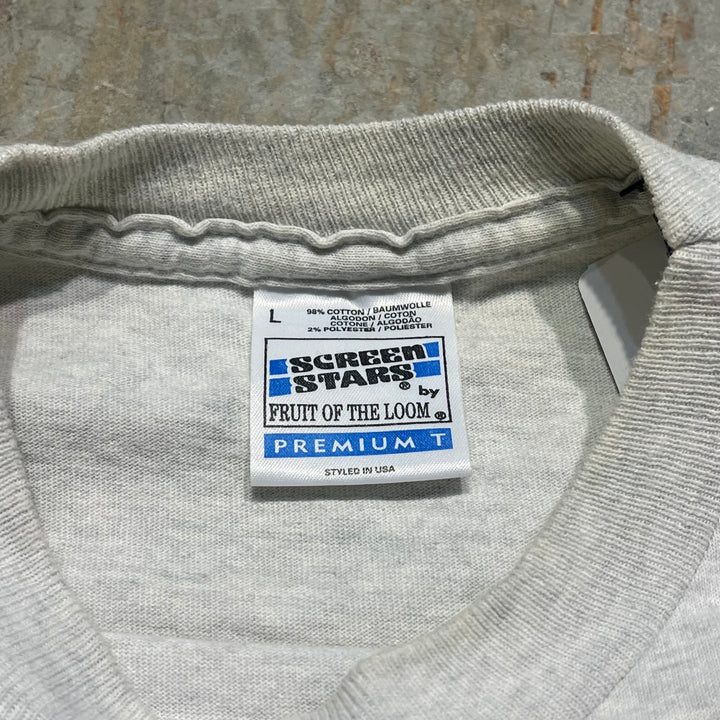 L
98% COTTON / BAUMWOLLE
ALGODON / COTON
COTONE / ALGODÃO
2% POLYESTER / POLIESTER
SCREEN
STARS® by
FRUIT OF THE LOOM®
PREMIUM T
STYLED IN USA